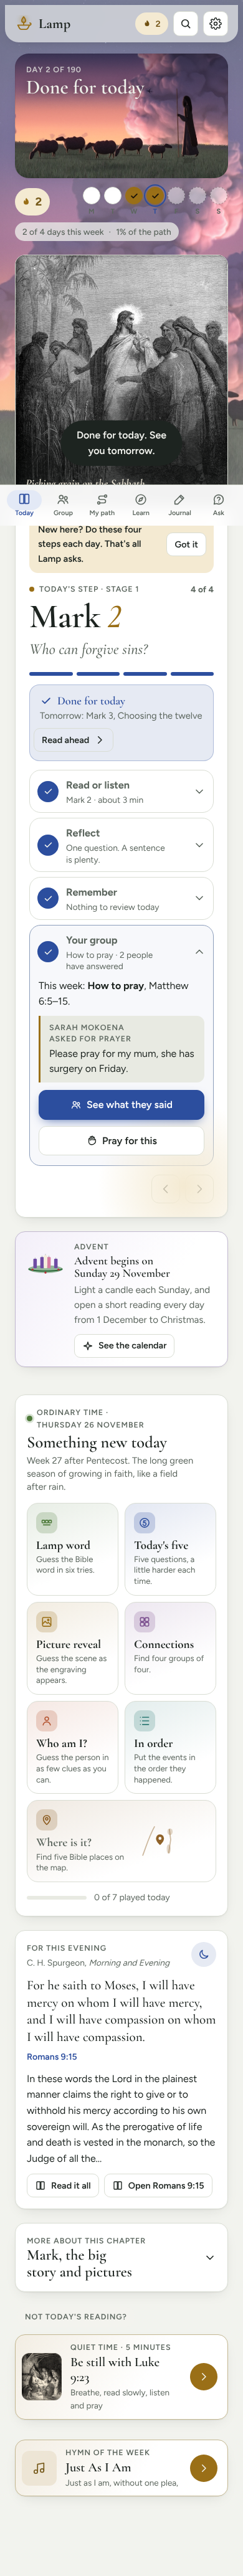 Lamp
2
DAY 2 OF 190
Done for today
2
S
2 of 4 days this week · 1% of the path
Done for today. See
you tomorrow.
Picking grain on the Sabbath
Today
Group
My path
Learn
Journal
Ask
New here? Do these four
steps each day. That's all
Lamp asks.
Got it
TODAY'S STEP · STAGE 1
4 of 4
Mark 2
Who can forgive sins?
Done for today
Tomorrow: Mark 3, Choosing the twelve
Read ahead
Read or listen
Mark 2 · about 3 min
Reflect
One question. A sentence
is plenty.
Remember
Nothing to review today
Your group
How to pray · 2 people
have answered
This week: How to pray, Matthew
6:5–15.
SARAH MOKOENA
ASKED FOR PRAYER
Please pray for my mum, she has
surgery on Friday.
See what they said
Pray for this
ADVENT
Advent begins on
Sunday 29 November
Light a candle each Sunday, and
open a short reading every day
from 1 December to Christmas.
See the calendar
ORDINARY TIME ·
THURSDAY 26 NOVEMBER
Something new today
Week 27 after Pentecost. The long green
season of growing in faith, like a field
after rain.
Lamp word
Guess the Bible
word in six tries.
Today's five
Five questions, a
little harder each
time.
Picture reveal
Guess the scene as
the engraving
appears.
Connections
Find four groups of
four.
Who am I?
Guess the person in
as few clues as you
can.
In order
Put the events in
the order they
happened.
Where is it?
Find five Bible places on
the map.
0 of 7 played today
FOR THIS EVENING
C. H. Spurgeon, Morning and Evening
For he saith to Moses, I will have
mercy on whom I will have mercy,
and I will have compassion on whom
I will have compassion.
Romans 9:15
In these words the Lord in the plainest
manner claims the right to give or to
withhold his mercy according to his own
sovereign will. As the prerogative of life
and death is vested in the monarch, so the
Judge of all the…
Read it all
Open Romans 9:15
MORE ABOUT THIS CHAPTER
Mark, the big
story and pictures
NOT TODAY'S READING?
QUIET TIME · 5 MINUTES
Be still with Luke
9:23
Breathe, read slowly, listen
and pray
HYMN OF THE WEEK
Just As I Am
Just as I am, without one plea,